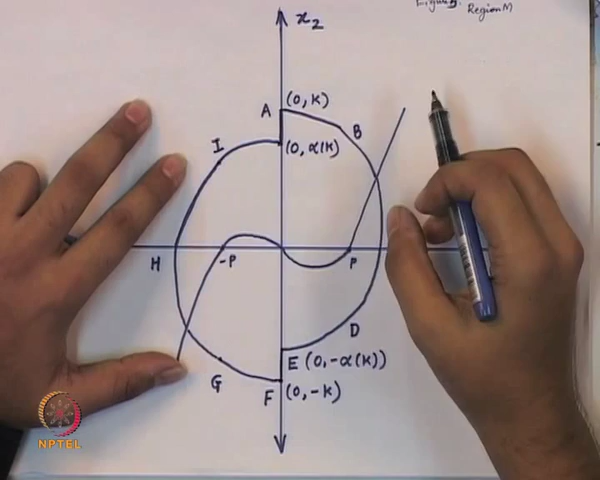 Region M
x₂
A (0, K)
B
I
(0, α(K)
H
-P
P
D
E (0, -α(K))
G
F (0, -K)
NPTEL